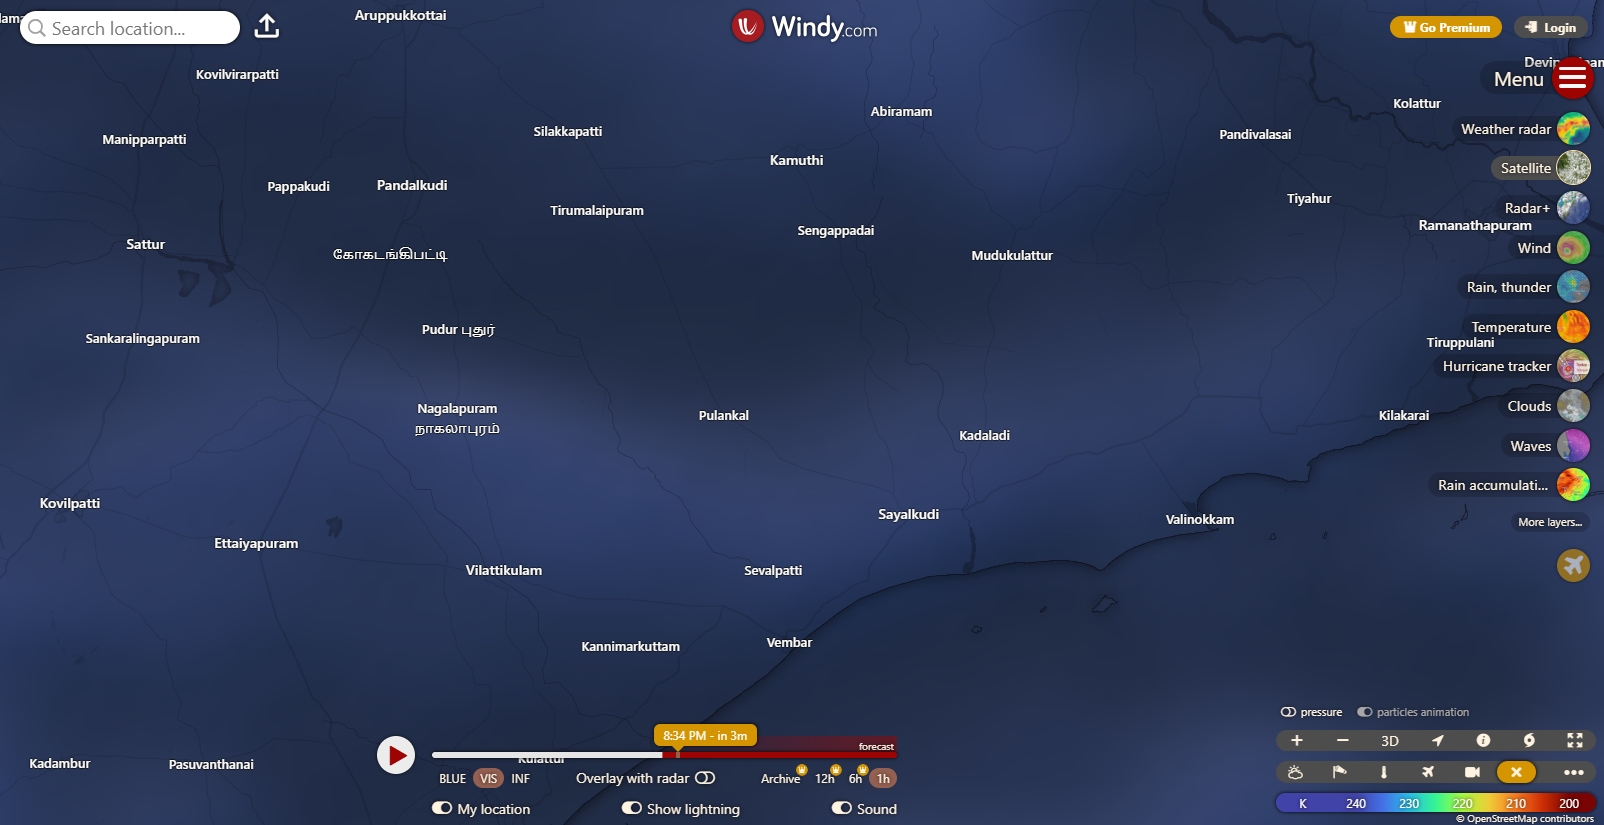 Search location...
Aruppukkottai
Windy.com
Go Premium
Login
Kovilvirarpatti
Menu
Kolattur
Abiramam
Silakkapatti
Weather radar
Pandivalasai
Manipparpatti
Kamuthi
Satellite
Pappakudi
Pandalkudi
Tiyahur
Tirumalaipuram
Radar+
Ramanathapuram
Sengappadai
Sattur
Wind
கோகடங்கிபட்டி
Mudukulattur
Rain, thunder
Pudur புதூர்
Temperature
Sankaralingapuram
Tiruppulani
Hurricane tracker
Nagalapuram
நாகலாபுரம்
Clouds
Pulankal
Kilakarai
Kadaladi
Waves
Rain accumulati...
Kovilpatti
Sayalkudi
Valinokkam
More layers...
Ettaiyapuram
Vilattikulam
Sevalpatti
Kannimarkuttam
Vembar
pressure
particles animation
8:34 PM - in 3m
forecast
3D
Kadambur
Pasuvanthanai
Kulattur
BLUE VIS INF
Overlay with radar
Archive 12h 6h 1h
My location
Show lightning
Sound
K 240 230 220 210 200
© OpenStreetMap contributors